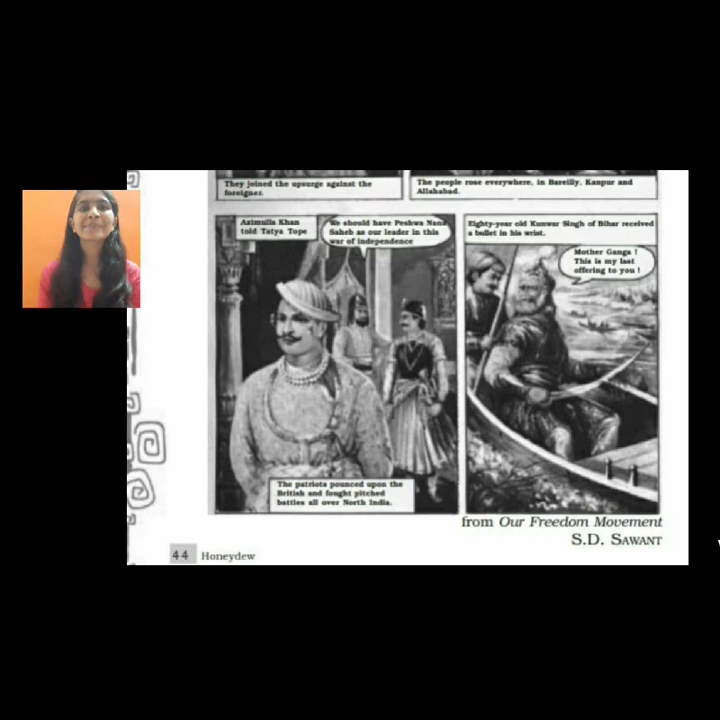 They joined the upsurge against the
foreigner.
The people rose everywhere, in Bareilly, Kanpur and
Allahabad.
Azimulla Khan
told Tatya Tope
We should have Peshwa Nana
Saheb as our leader in this
war of independence
Eighty-year old Kunwar Singh of Bihar received
a bullet in his wrist.
Mother Ganga !
This is my last
offering to you !
The patriots pounced upon the
British and fought pitched
battles all over North India.
from Our Freedom Movement
S.D. SAWANT
44 Honeydew